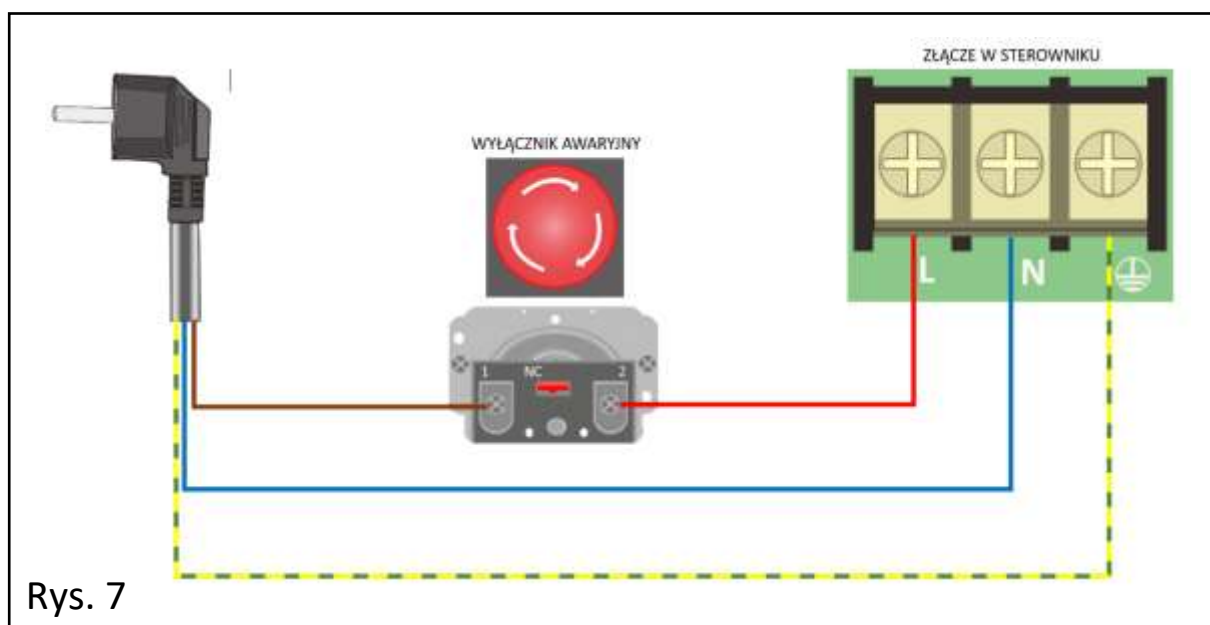 ZŁĄCZE W STEROWNIKU
WYŁĄCZNIK AWARYJNY
L N
1 NC 2
Rys. 7